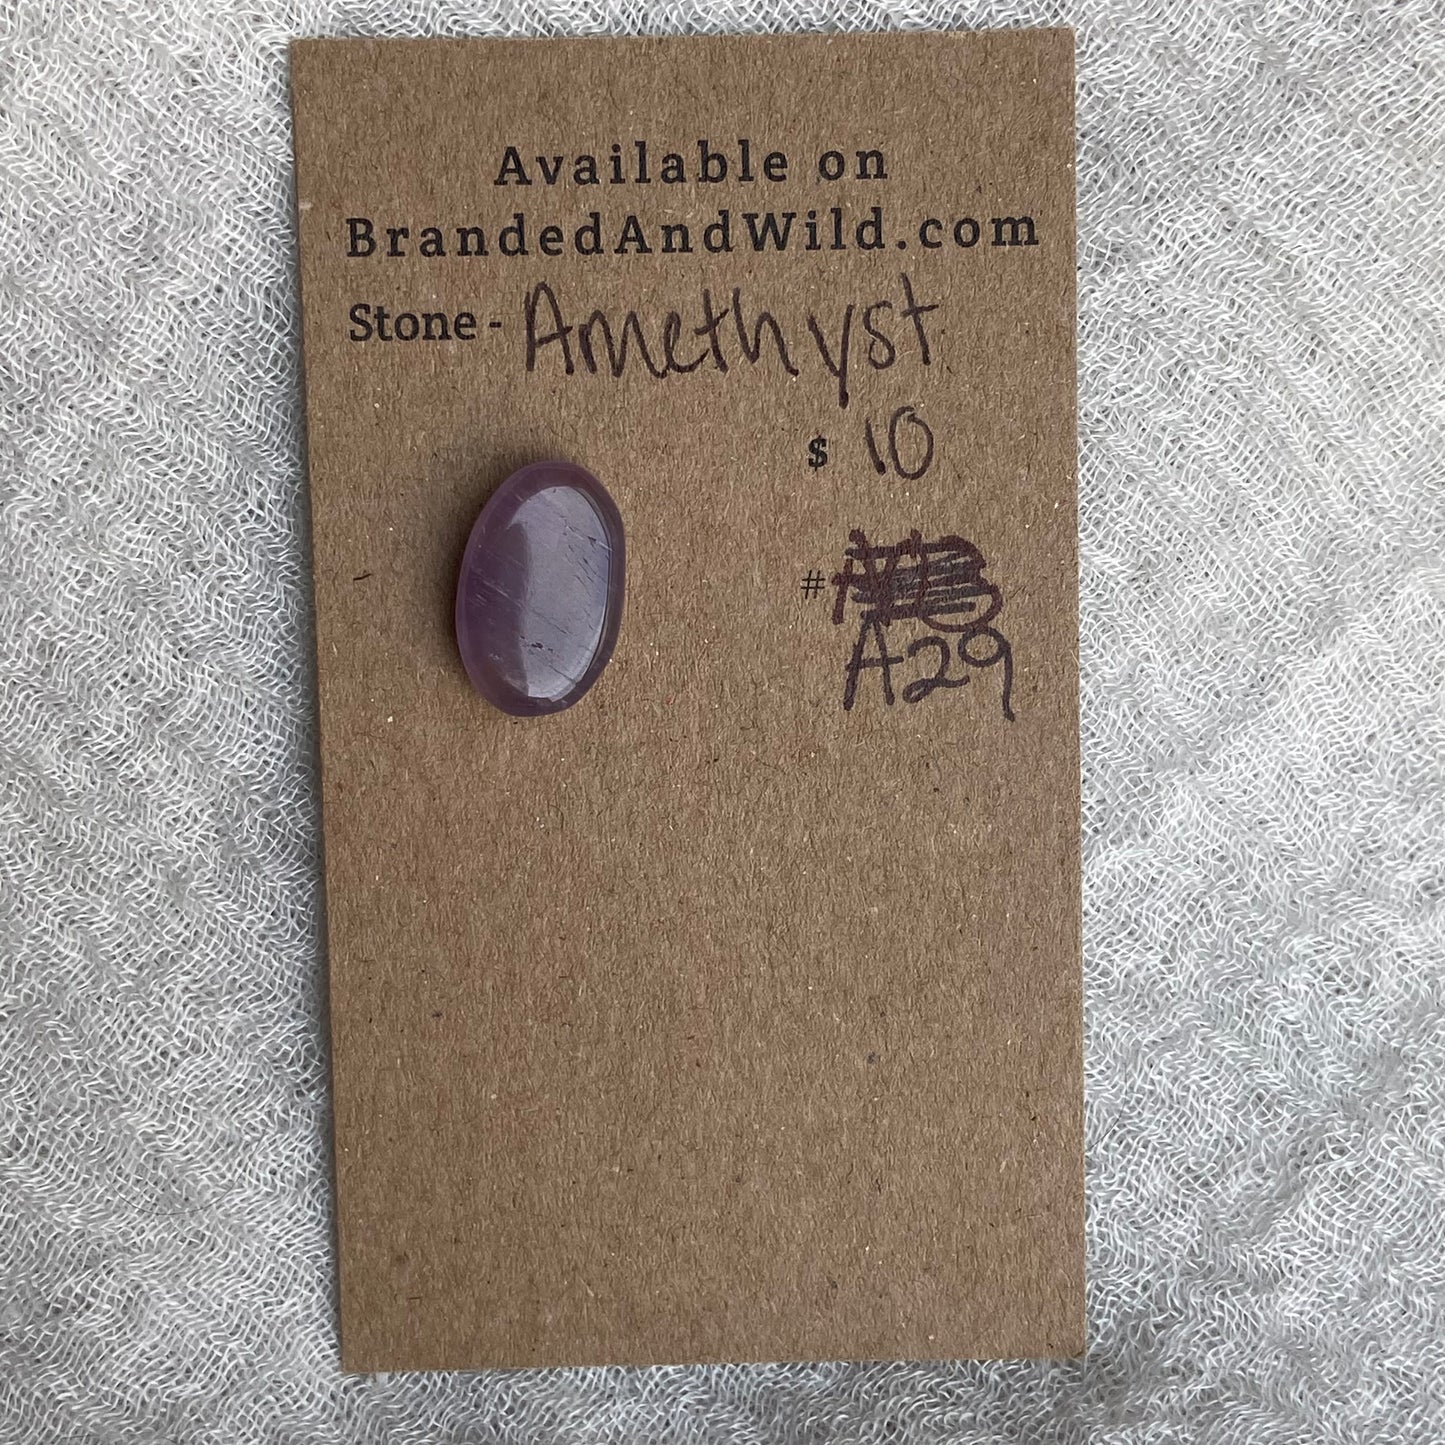 Available on
BrandedAndWild.com
Stone - Amethyst
$ 10
#
A29